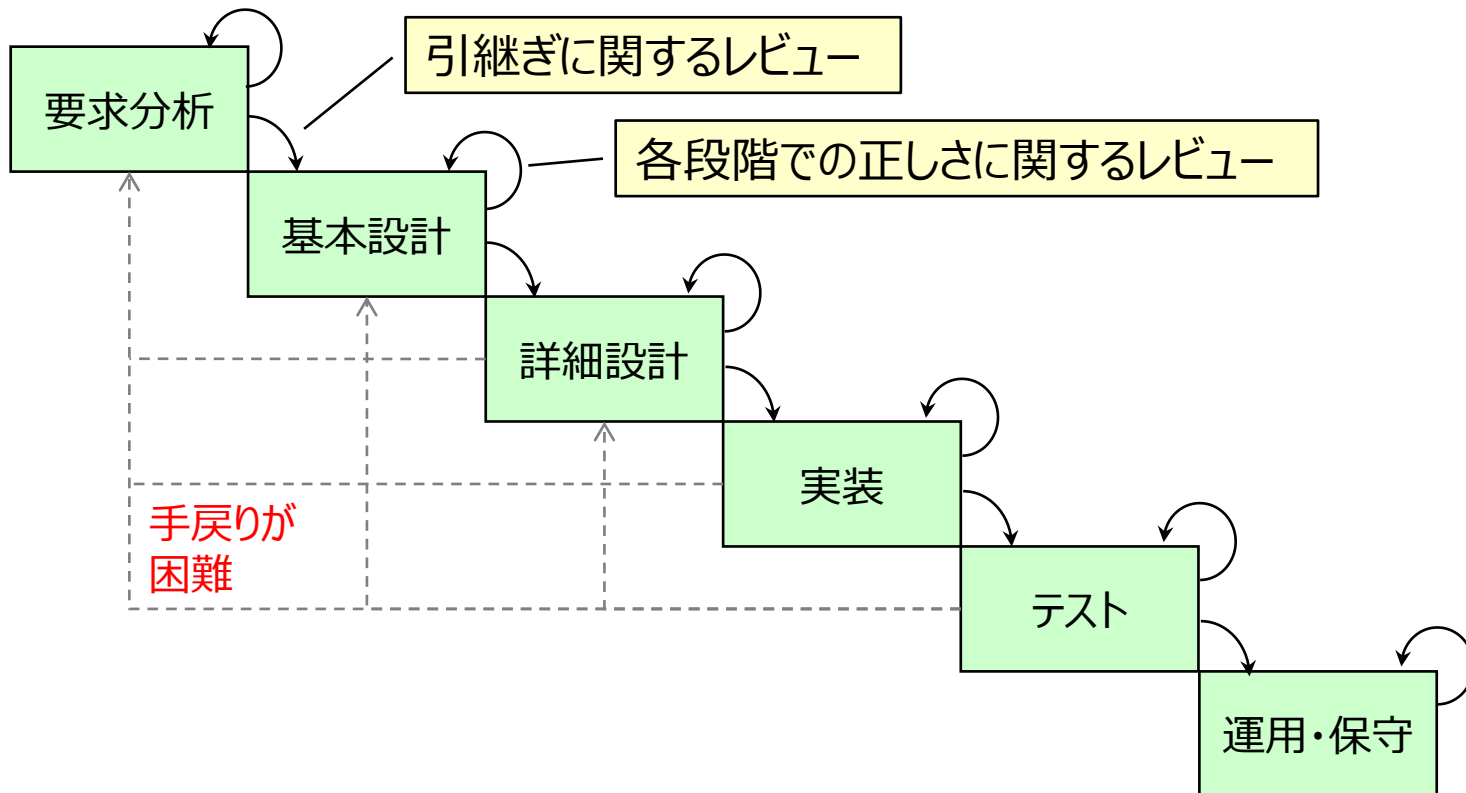 引継ぎに関するレビュー
要求分析
各段階での正しさに関するレビュー
基本設計
詳細設計
実装
手戻りが
困難
テスト
運用・保守